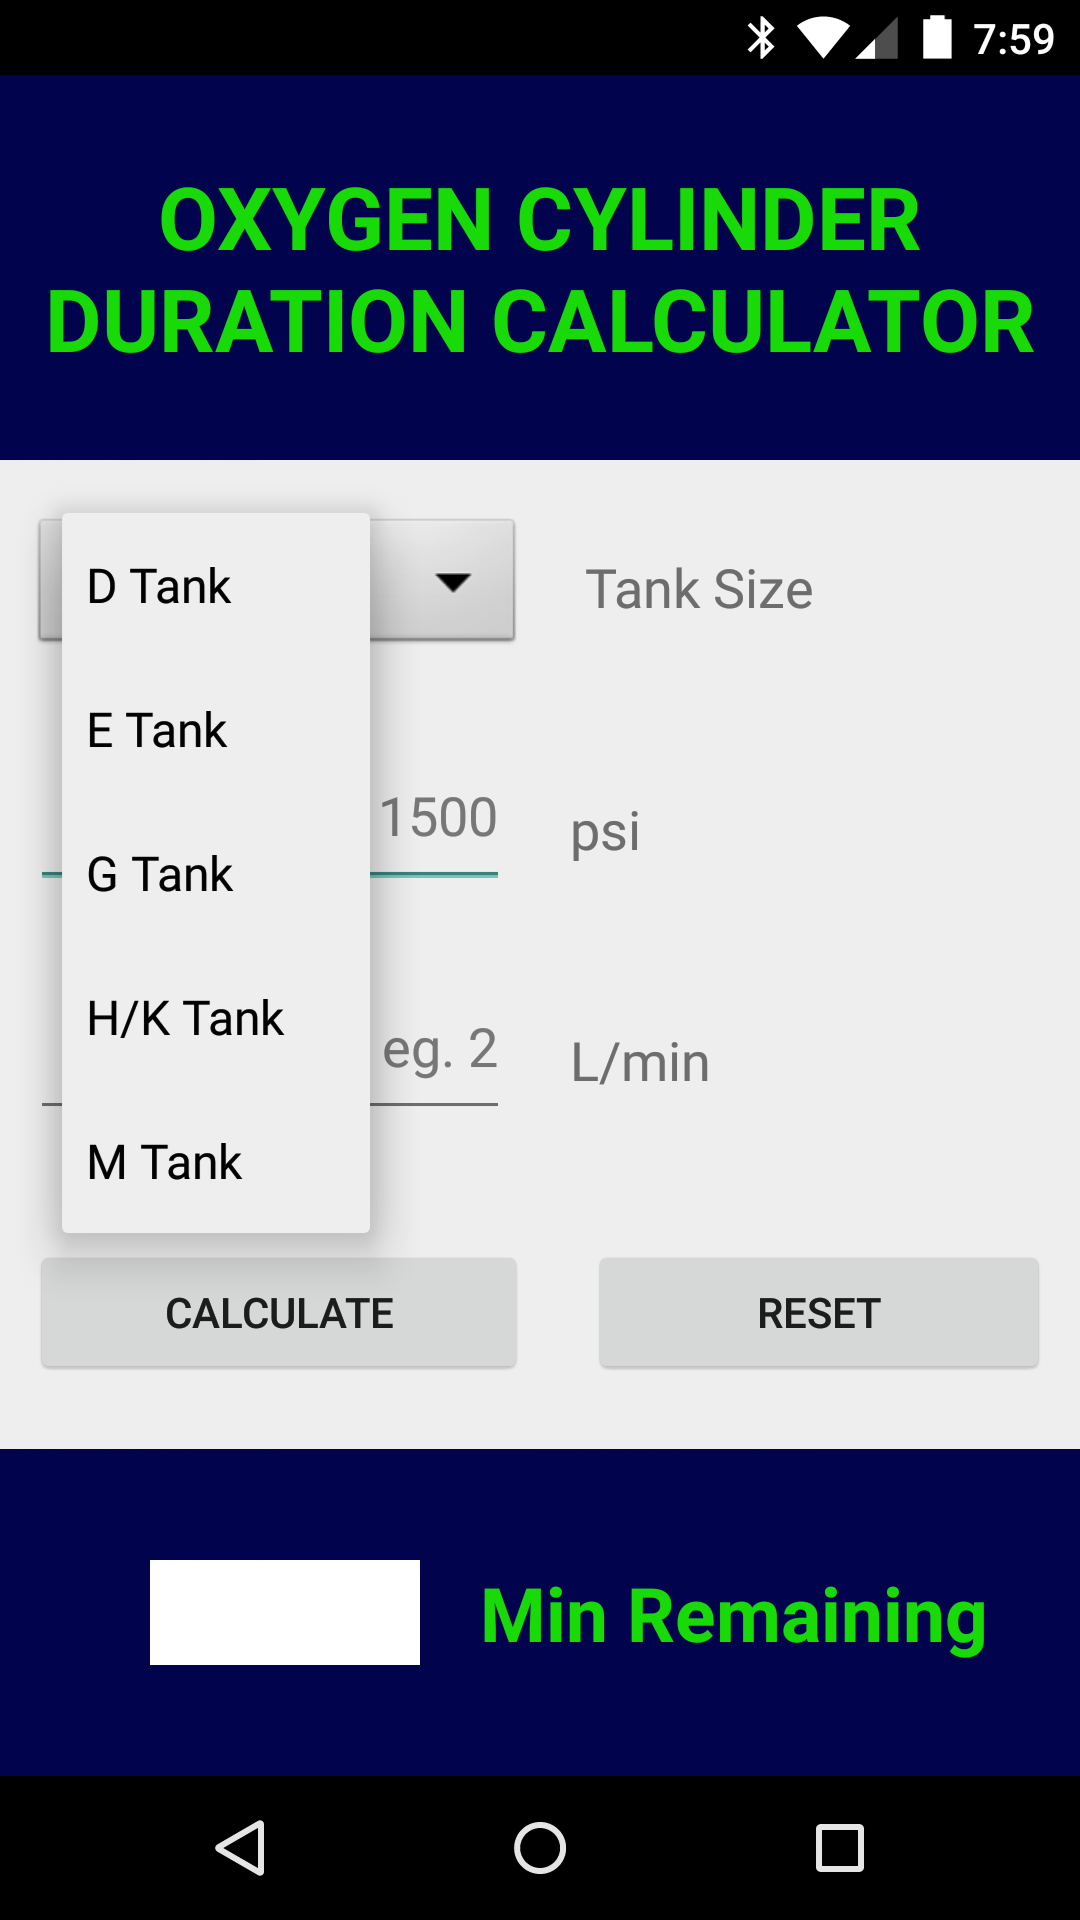 7:59
OXYGEN CYLINDER
DURATION CALCULATOR
D Tank
Tank Size
E Tank
1500
psi
G Tank
H/K Tank
eg. 2
L/min
M Tank
CALCULATE
RESET
Min Remaining